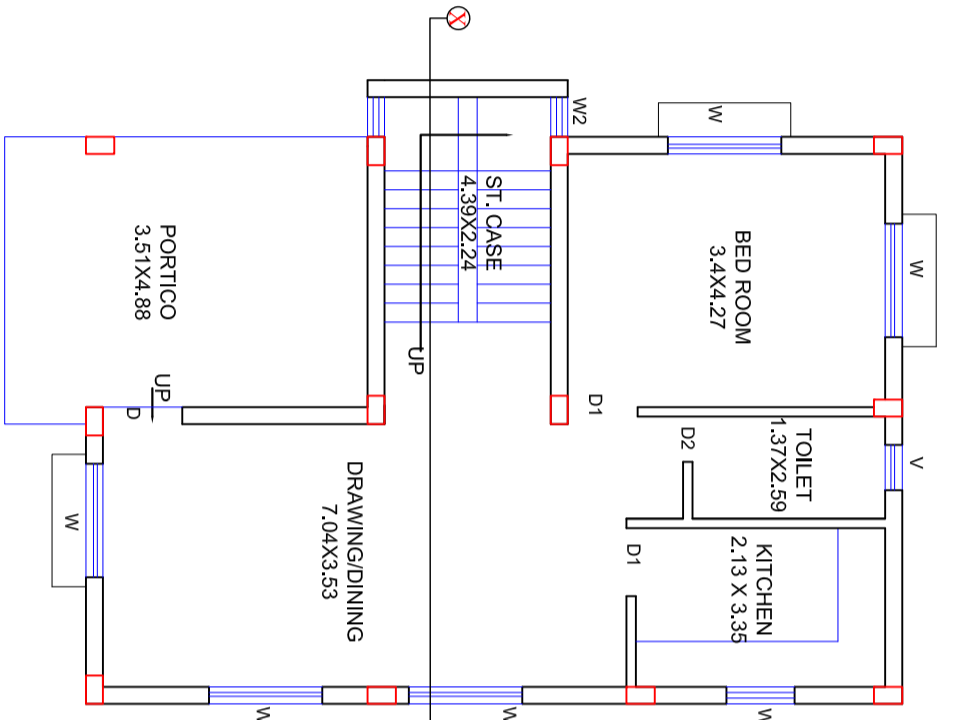 X
W2
W
ST. CASE
4.39X2.24
BED ROOM
3.4X4.27
W
PORTICO
3.51X4.88
UP
UP
D
D1
D2
TOILET
1.37X2.59
V
DRAWING/DINING
7.04X3.53
W
D1
KITCHEN
2.13 X 3.35
W
W
W